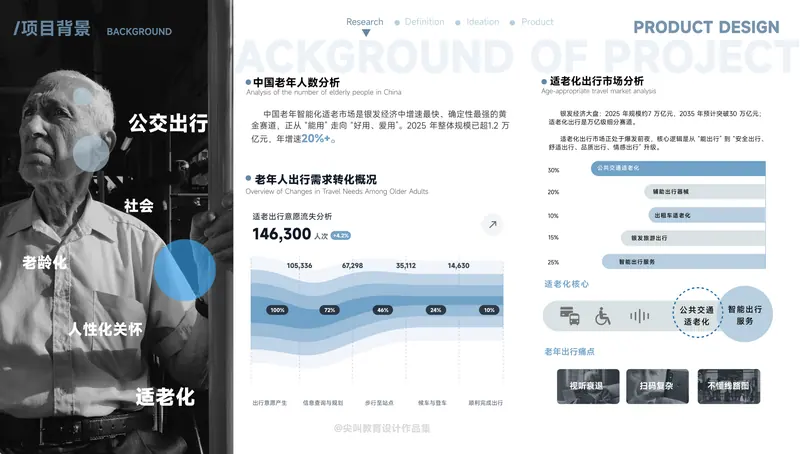 /项目背景 BACKGROUND
Research
Definition
Ideation
Product
PRODUCT DESIGN
BACKGROUND OF PROJECT
公交出行
社会
老龄化
人性化关怀
适老化
中国老年人数分析
Analysis of the number of elderly people in China
中国老年智能化适老市场是银发经济中增速最快、确定性最强的黄
金赛道，正从“能用”走向“好用、爱用”。2025 年整体规模已超1.2 万
亿元，年增速20%+。
老年人出行需求转化概况
Overview of Changes in Travel Needs Among Older Adults
适老出行意愿流失分析
146,300 人次 +4.2%
105,336 67,298 35,112 14,630
100% 72% 46% 24% 10%
出行意愿产生 信息查询与规划 步行至站点 候车与登车 顺利完成出行
@尖叫教育设计作品集
适老化出行市场分析
Age-appropriate travel market analysis
银发经济大盘：2025 年规模约7 万亿元，2035 年预计突破30 万亿元；
适老化出行是万亿级细分赛道。
适老化出行市场正处于爆发前夜，核心逻辑是从“能出行”到“安全出行、
舒适出行、品质出行、情感出行”升级。
30% 公共交通适老化
20% 辅助出行器械
10% 出租车适老化
15% 银发旅游出行
25% 智能出行服务
适老化核心
公共交通
适老化
智能出行
服务
老年出行痛点
视听衰退
扫码复杂
不懂线路图